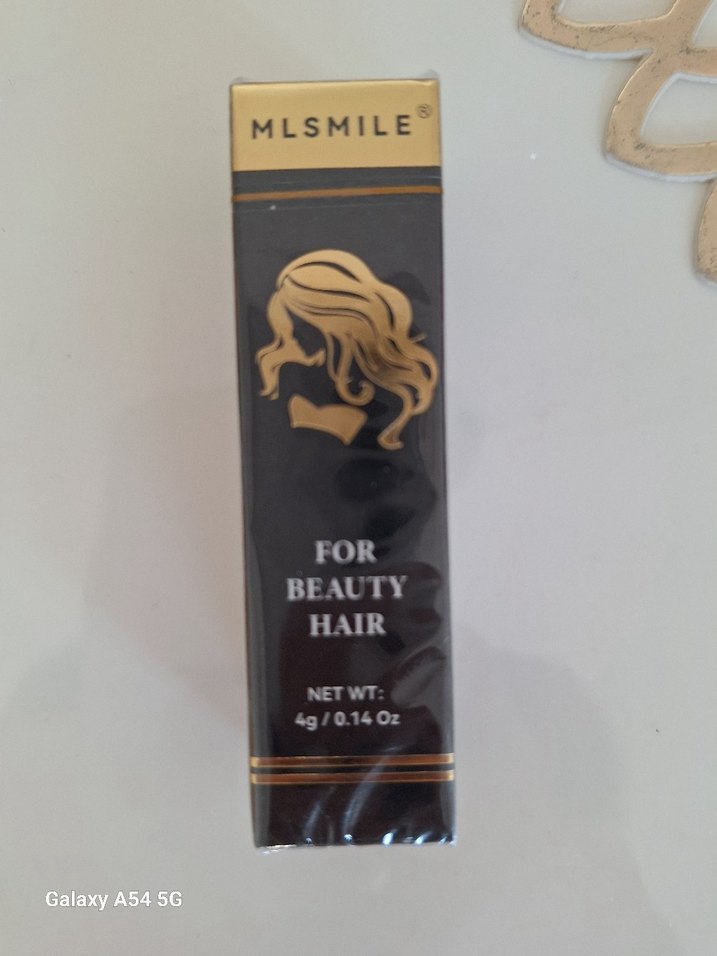 MLSMILE®
FOR
BEAUTY
HAIR
NET WT:
4g / 0.14 Oz
Galaxy A54 5G